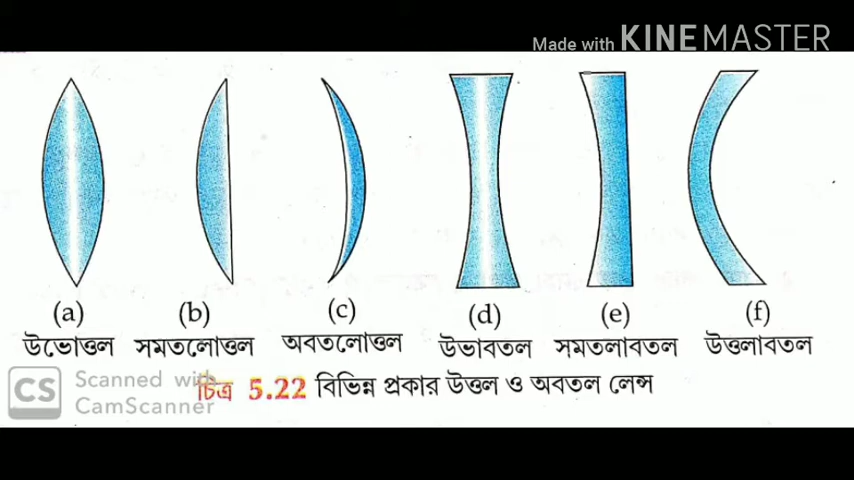 Made with KINEMASTER
(a) (b) (c) (d) (e) (f)
উভোত্তল সমতলোত্তল অবতলোত্তল উভাবতল সমতলাবতল উত্তলাবতল
চিত্র 5.22 বিভিন্ন প্রকার উত্তল ও অবতল লেন্স
CS Scanned with
CamScanner